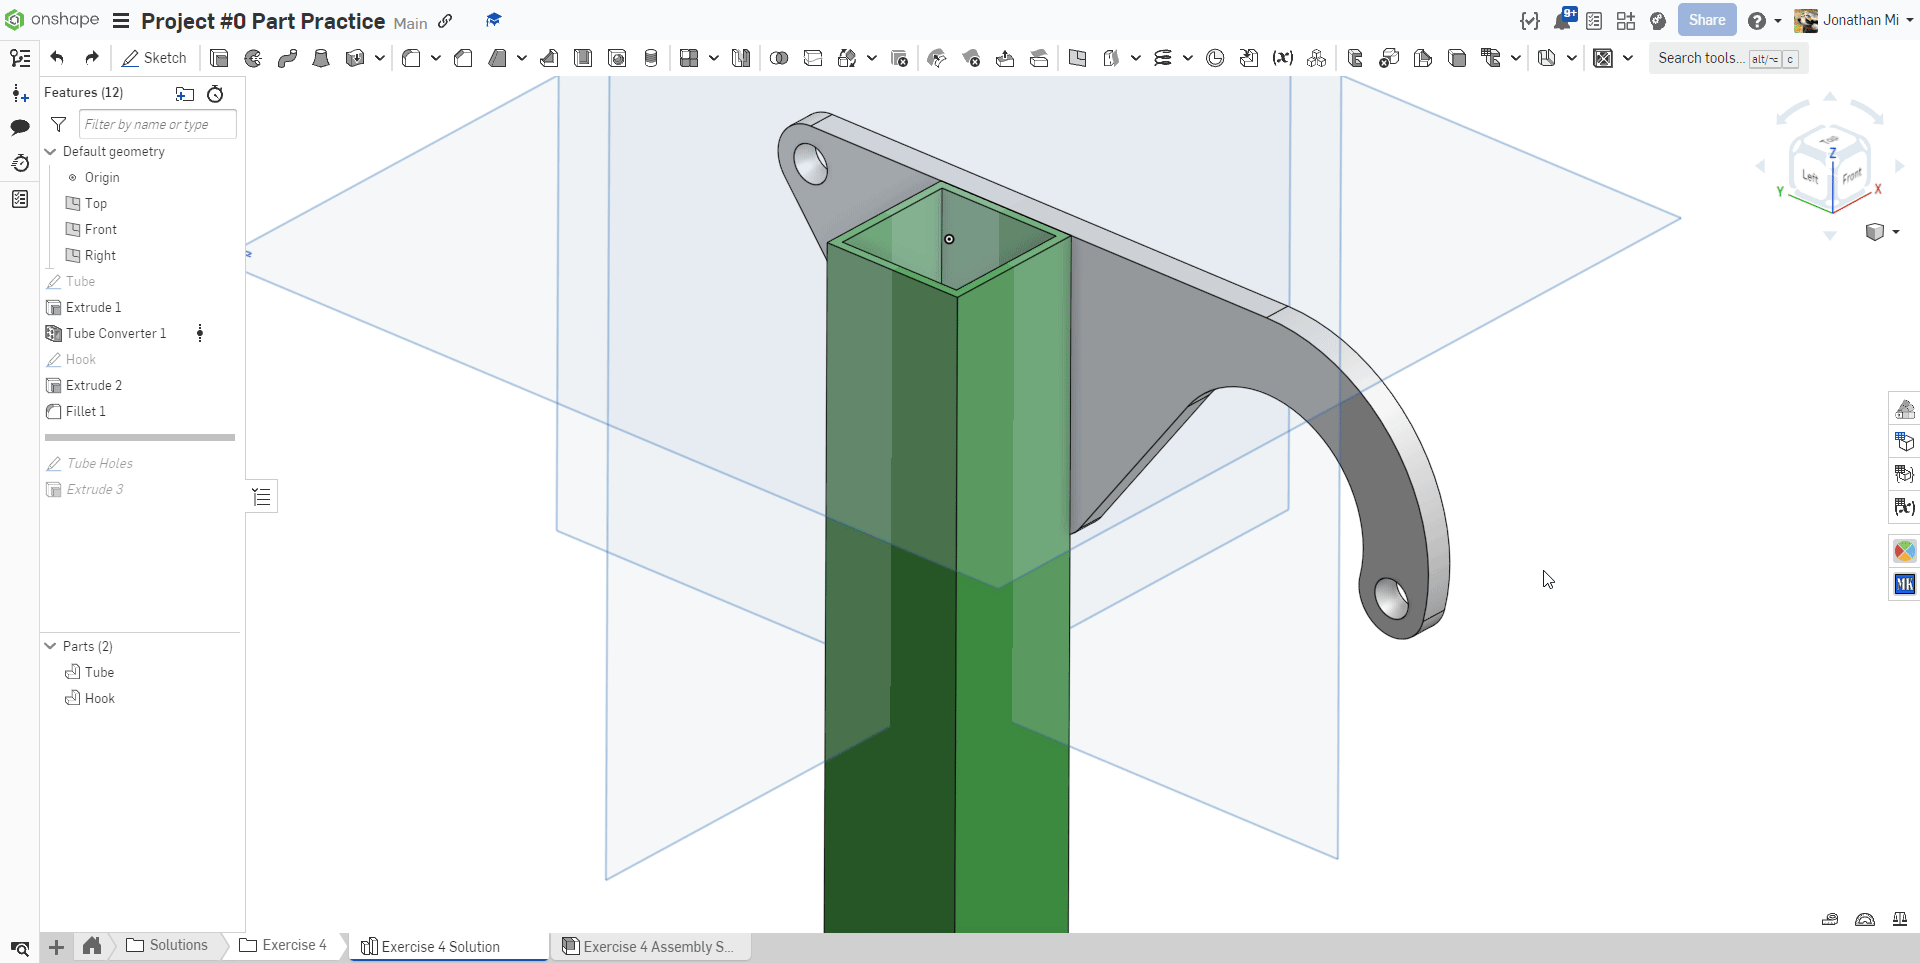 onshape Project #0 Part Practice Main 9+ Share Jonathan Mi
Sketch Search tools... alt/⌥ c
Features (12)
Filter by name or type
Default geometry
Origin
Top
Front
Right
Tube
Extrude 1
Tube Converter 1
Hook
Extrude 2
Fillet 1
Tube Holes
Extrude 3
Parts (2)
Tube
Hook
Top
Z
Left Front
Y X
(x)
MK
Solutions Exercise 4 Exercise 4 Solution Exercise 4 Assembly S...